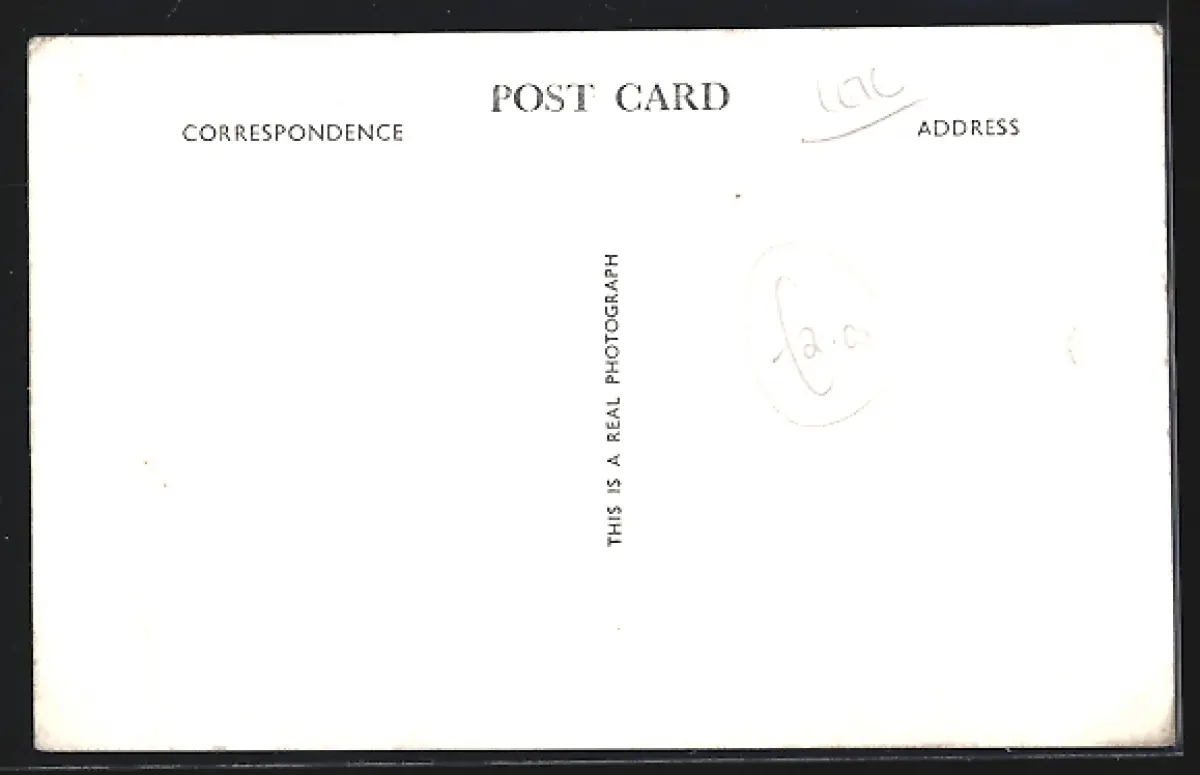 POST CARD
CORRESPONDENCE
ADDRESS
THIS IS A REAL PHOTOGRAPH